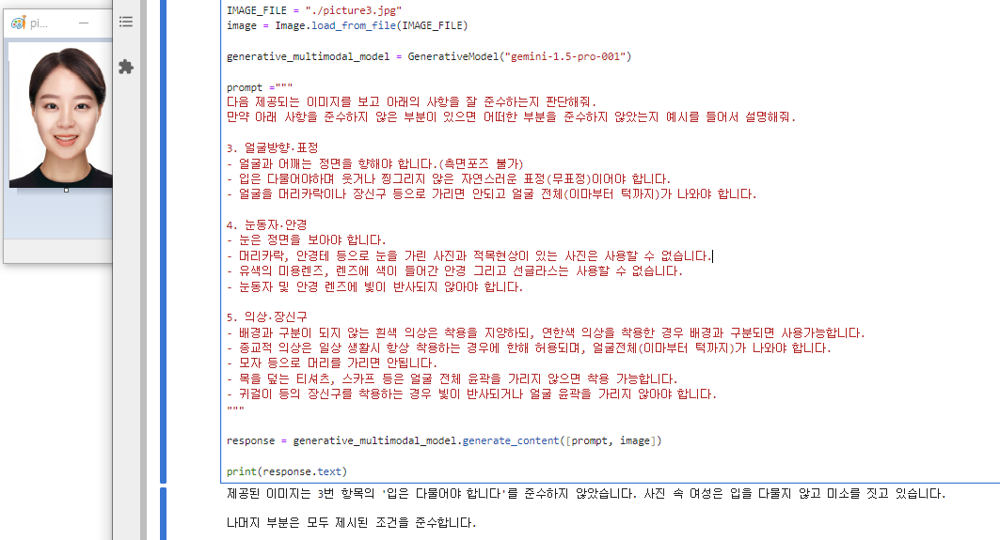 pi...
IMAGE_FILE = "./picture3.jpg"
image = Image.load_from_file(IMAGE_FILE)
generative_multimodal_model = GenerativeModel("gemini-1.5-pro-001")
prompt ="""
다음 제공되는 이미지를 보고 아래의 사항을 잘 준수하는지 판단해줘.
만약 아래 사항을 준수하지 않은 부분이 있으면 어떠한 부분을 준수하지 않았는지 예시를 들어서 설명해줘.
3. 얼굴방향·표정
- 얼굴과 어깨는 정면을 향해야 합니다.(측면포즈 불가)
- 입은 다물어야하며 웃거나 찡그리지 않은 자연스러운 표정(무표정)이어야 합니다.
- 얼굴을 머리카락이나 장신구 등으로 가리면 안되고 얼굴 전체(이마부터 턱까지)가 나와야 합니다.
4. 눈동자·안경
- 눈은 정면을 보아야 합니다.
- 머리카락, 안경테 등으로 눈을 가린 사진과 적목현상이 있는 사진은 사용할 수 없습니다.
- 유색의 미용렌즈, 렌즈에 색이 들어간 안경 그리고 선글라스는 사용할 수 없습니다.
- 눈동자 및 안경 렌즈에 빛이 반사되지 않아야 합니다.
5. 의상·장신구
- 배경과 구분이 되지 않는 흰색 의상은 착용을 지양하되, 연한색 의상을 착용한 경우 배경과 구분되면 사용가능합니다.
- 종교적 의상은 일상 생활시 항상 착용하는 경우에 한해 허용되며, 얼굴전체(이마부터 턱까지)가 나와야 합니다.
- 모자 등으로 머리를 가리면 안됩니다.
- 목을 덮는 티셔츠, 스카프 등은 얼굴 전체 윤곽을 가리지 않으면 착용 가능합니다.
- 귀걸이 등의 장신구를 착용하는 경우 빛이 반사되거나 얼굴 윤곽을 가리지 않아야 합니다.
"""
response = generative_multimodal_model.generate_content([prompt, image])
print(response.text)
제공된 이미지는 3번 항목의 '입은 다물어야 합니다'를 준수하지 않았습니다. 사진 속 여성은 입을 다물지 않고 미소를 짓고 있습니다.
나머지 부분은 모두 제시된 조건을 준수합니다.